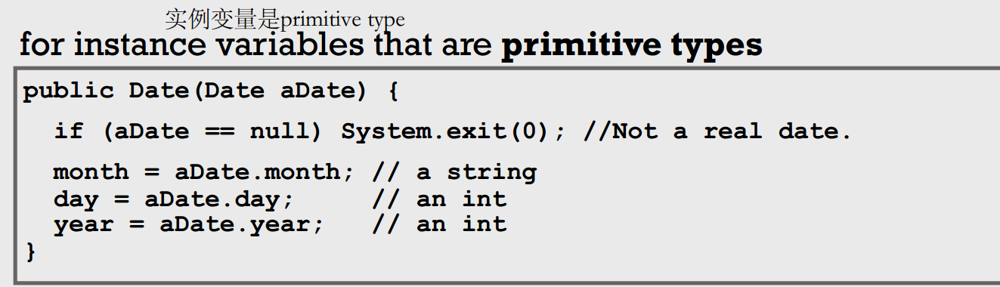 实例变量是primitive type
for instance variables that are primitive types
public Date(Date aDate) {
if (aDate == null) System.exit(0); //Not a real date.
month = aDate.month; // a string
day = aDate.day; // an int
year = aDate.year; // an int
}